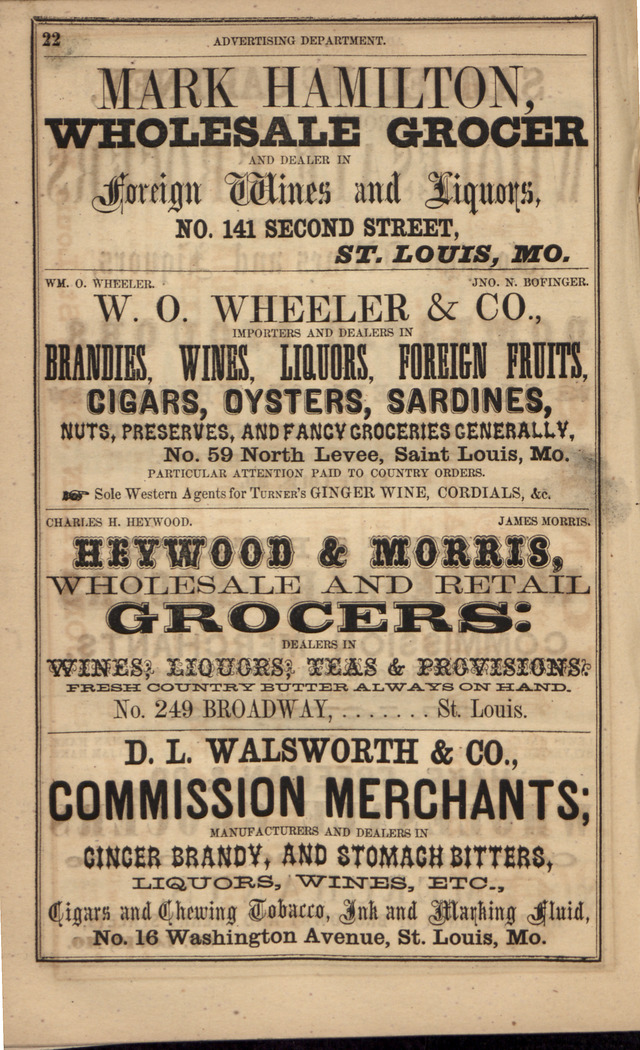 22
ADVERTISING DEPARTMENT.
MARK HAMILTON,
WHOLESALE GROCER
AND DEALER IN
Foreign Wines and Liquors,
NO. 141 SECOND STREET,
ST. LOUIS, MO.
WM. O. WHEELER. JNO. N. BOFINGER.
W. O. WHEELER & CO.,
IMPORTERS AND DEALERS IN
BRANDIES, WINES, LIQUORS, FOREIGN FRUITS,
CIGARS, OYSTERS, SARDINES,
NUTS, PRESERVES, AND FANCY GROCERIES GENERALLY,
No. 59 North Levee, Saint Louis, Mo.
PARTICULAR ATTENTION PAID TO COUNTRY ORDERS.
☞ Sole Western Agents for TURNER'S GINGER WINE, CORDIALS, &c.
CHARLES H. HEYWOOD. JAMES MORRIS.
HEYWOOD & MORRIS,
WHOLESALE AND RETAIL
GROCERS:
DEALERS IN
WINES; LIQUORS; TEAS & PROVISIONS:
FRESH COUNTRY BUTTER ALWAYS ON HAND.
No. 249 BROADWAY, . . . . . . . St. Louis.
D. L. WALSWORTH & CO.,
COMMISSION MERCHANTS;
MANUFACTURERS AND DEALERS IN
GINGER BRANDY, AND STOMACH BITTERS,
LIQUORS, WINES, ETC.,
Cigars and Chewing Tobacco, Ink and Marking Fluid,
No. 16 Washington Avenue, St. Louis, Mo.